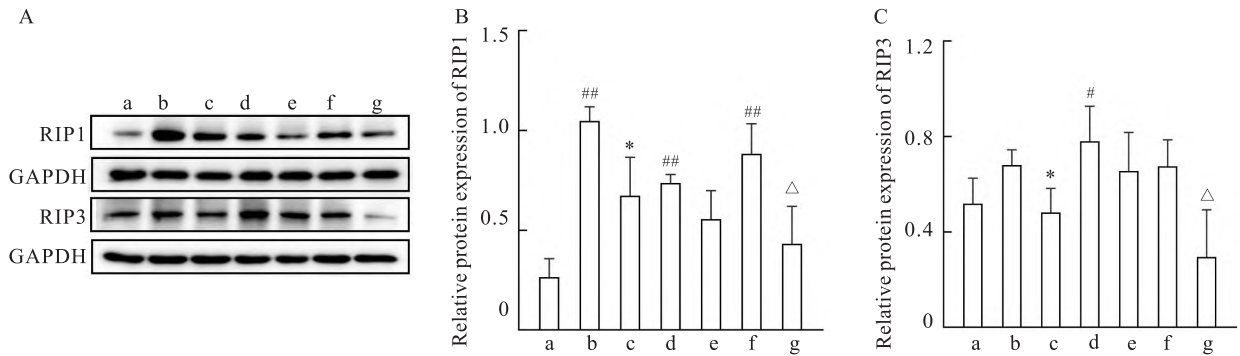 A
a b c d e f g
RIP1
GAPDH
RIP3
GAPDH
B
Relative protein expression of RIP1
1.5
1.0
0.5
0
##
*
##
##
△
a b c d e f g
C
Relative protein expression of RIP3
1.2
0.8
0.4
0
*
#
△
a b c d e f g